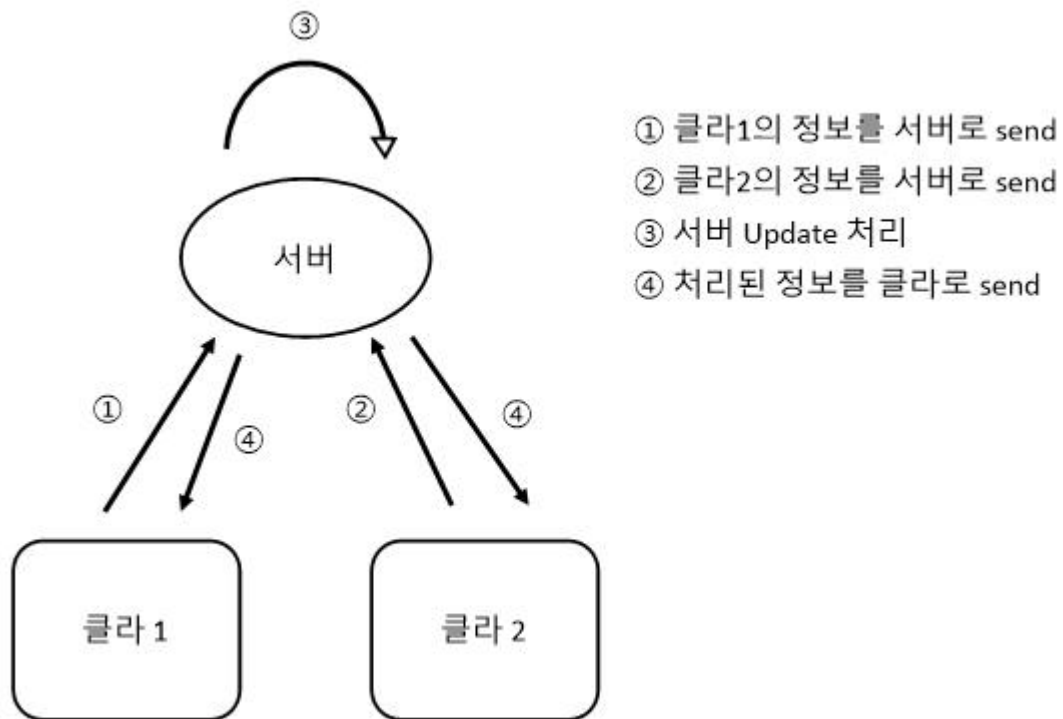 ③
① 클라1의 정보를 서버로 send
② 클라2의 정보를 서버로 send
③ 서버 Update 처리
④ 처리된 정보를 클라로 send
서버
①
④
②
④
클라 1
클라 2